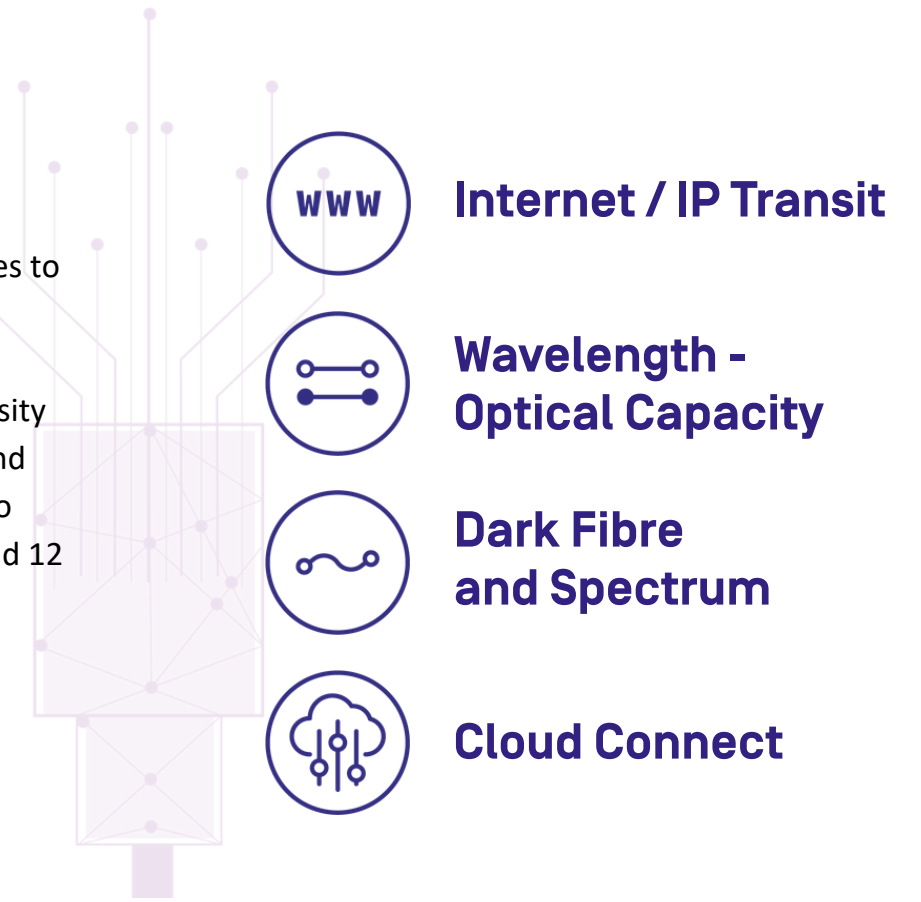 es to
sity
nd
o
d 12
WWW
Internet / IP Transit
Wavelength -
Optical Capacity
Dark Fibre
and Spectrum
Cloud Connect